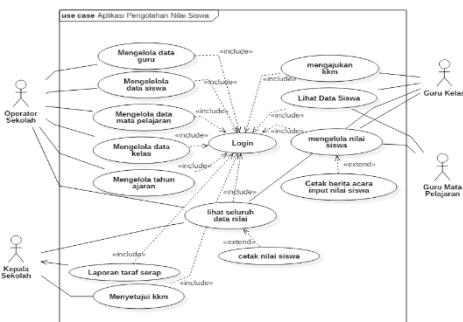 use case Aplikasi Pengolahan Nilai Siswa
Mengelola data
guru
«include»
mengajukan
kkm
Operator
Sekolah
Guru Kelas
Mengelelola
data siswa
«include»
«include»
Lihat Data Siswa
Mengelola data
mata pelajaran
«include»
«include»
«include»
Mengelola data
kelas
«include»
Login
mengelola nilai
siswa
«include»
Mengelola tahun
ajaran
«extend»
Cetak berita acara
input nilai siswa
Guru Mata
Pelajaran
«include»
lihat seluruh
data nilai
«extend»
«include»
cetak nilai siswa
Kepala
Sekolah
Laporan taraf serap
«include»
Menyetujui kkm